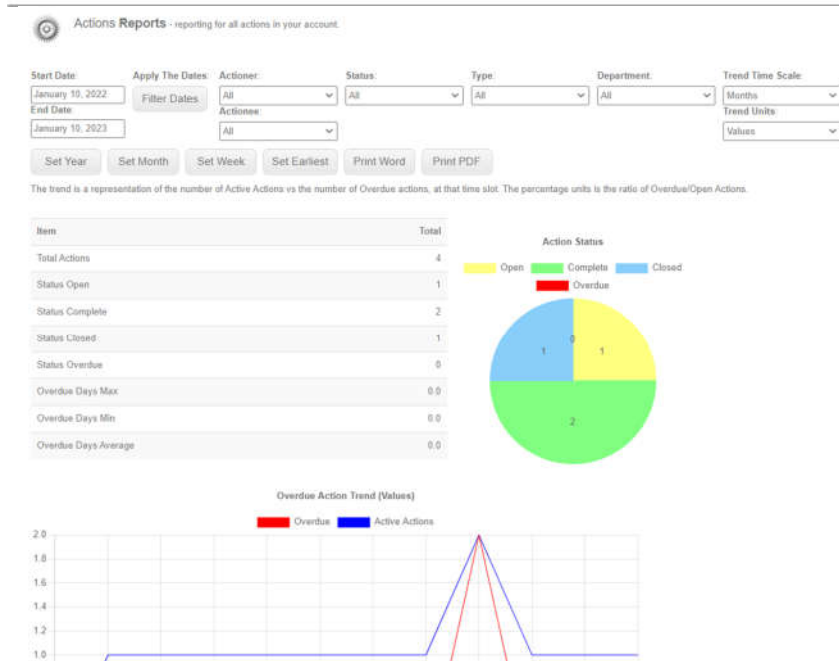 Actions Reports - reporting for all actions in your account.
Start Date: Apply The Dates: Actioner: Status: Type: Department: Trend Time Scale:
January 10, 2022 Filter Dates All All All All Months
End Date: Actionee: Trend Units:
January 10, 2023 All Values
Set Year Set Month Set Week Set Earliest Print Word Print PDF
The trend is a representation of the number of Active Actions vs the number of Overdue actions, at that time slot. The percentage units is the ratio of Overdue/Open Actions.
Item Total
Total Actions 4
Status Open 1
Status Complete 2
Status Closed 1
Status Overdue 0
Overdue Days Max 0.0
Overdue Days Min 0.0
Overdue Days Average 0.0
Action Status
Open Complete Closed
Overdue
0
1 1
2
Overdue Action Trend (Values)
Overdue Active Actions
2.0
1.8
1.6
1.4
1.2
1.0